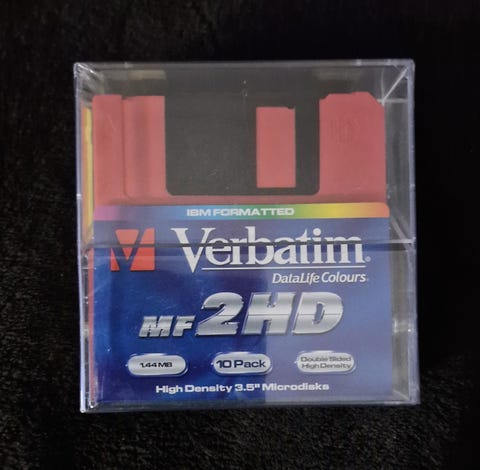 IBM FORMATTED
Verbatim®
DataLife Colours®
MF 2HD
1.44 MB
10 Pack
Double Sided
High Density
High Density 3.5" Microdisks